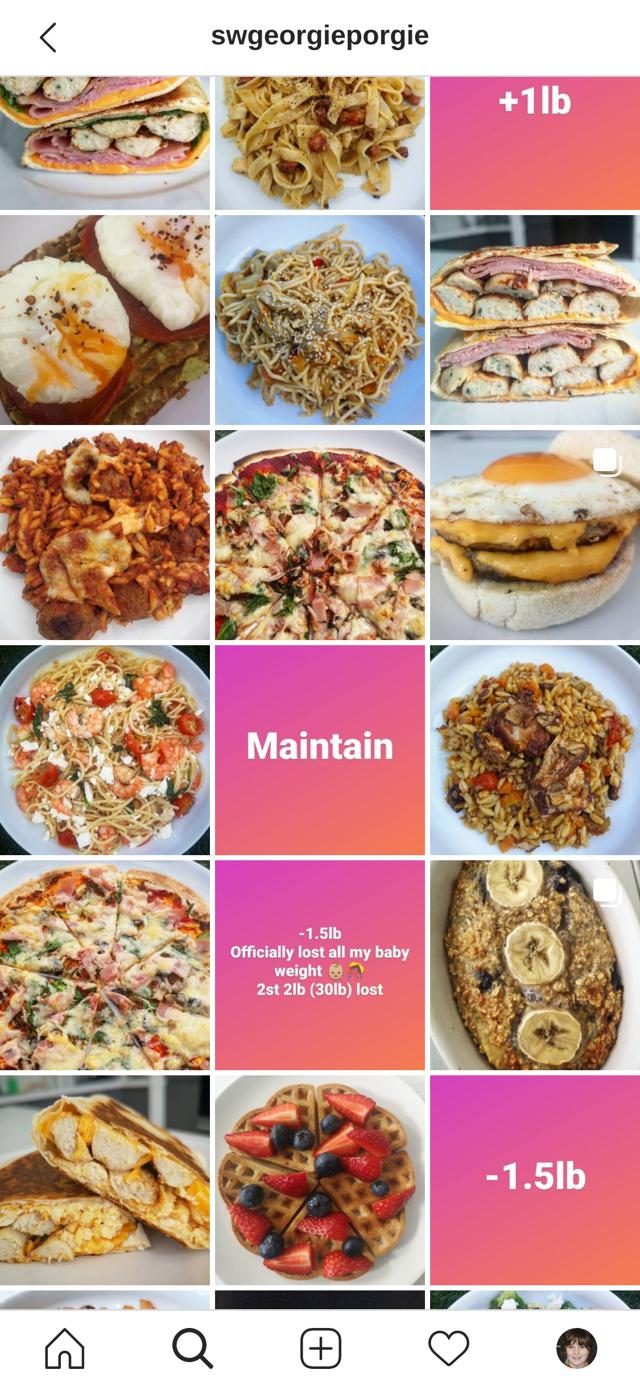 swgeorgieporgie
+1lb
Maintain
-1.5lb
Officially lost all my baby
weight 👶🏼🎊
2st 2lb (30lb) lost
-1.5lb